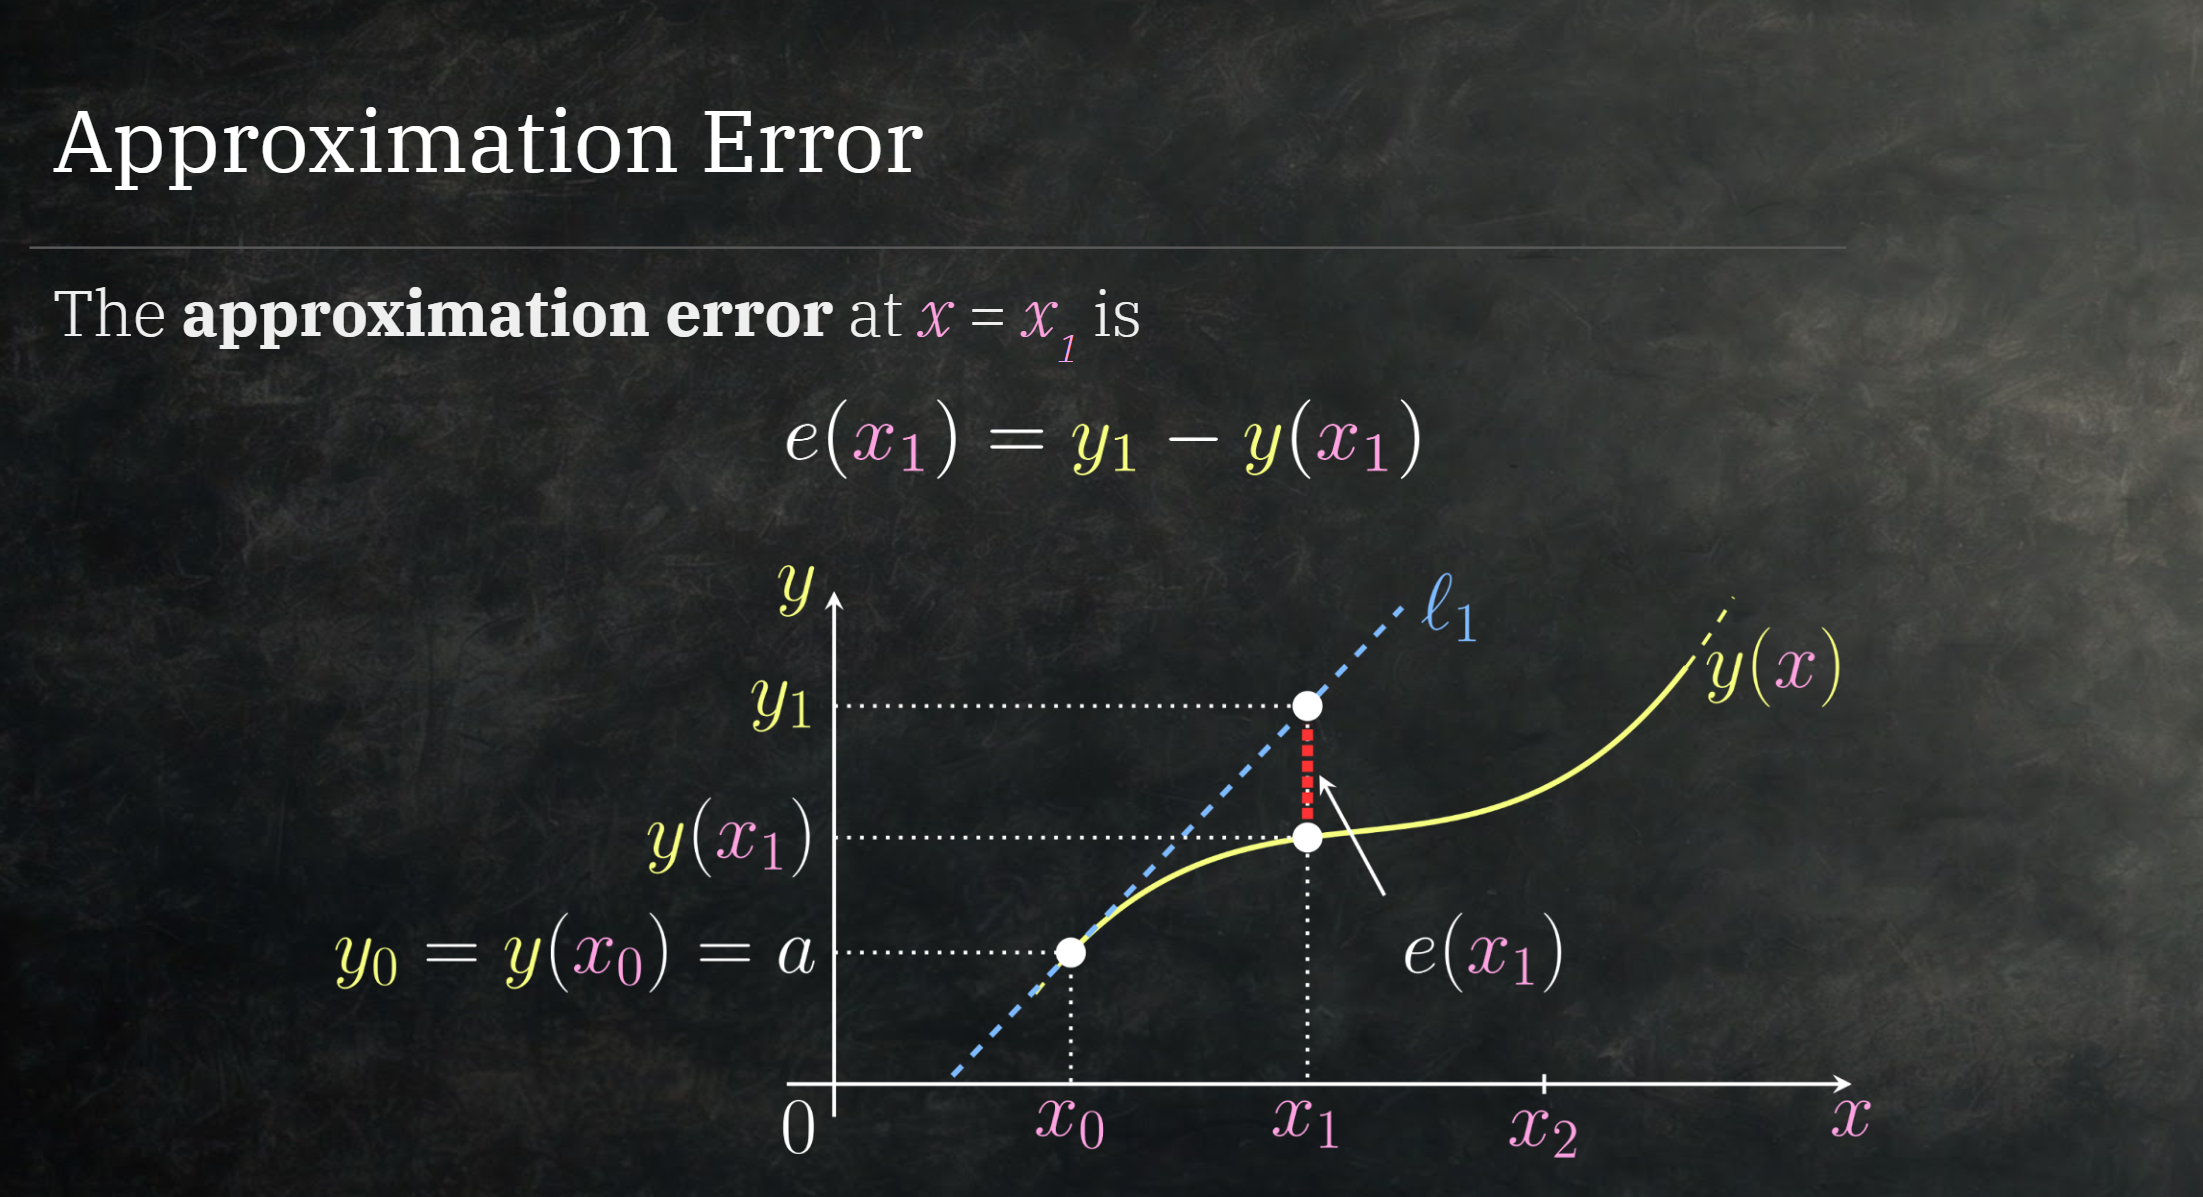 Approximation Error
The approximation error at x = x₁ is
e(x₁) = y₁ − y(x₁)
y
ℓ₁
y(x)
y₁
y(x₁)
y₀ = y(x₀) = a
e(x₁)
0
x₀
x₁
x₂
x